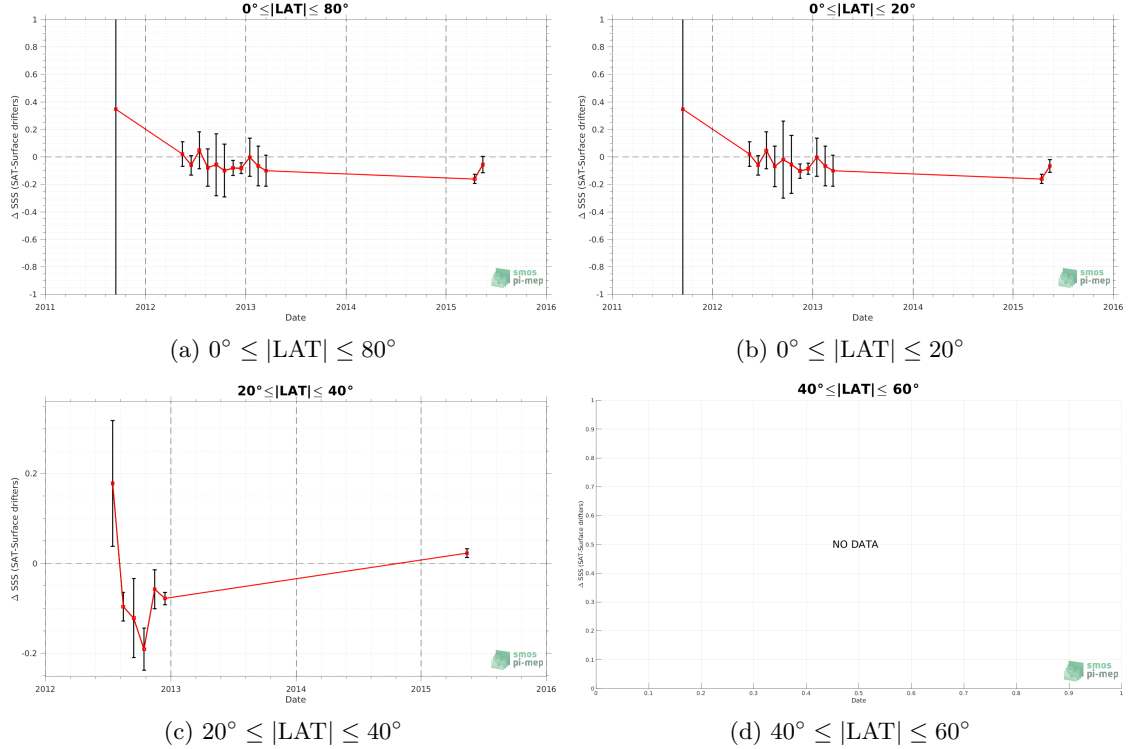 0°≤|LAT|≤ 80°
1
0.8
0.6
0.4
0.2
0
-0.2
-0.4
-0.6
-0.8
-1
Δ SSS (SAT-Surface drifters)
2011 2012 2013 2014 2015 2016
Date
smos
pi-mep
(a) 0° ≤ |LAT| ≤ 80°
0°≤|LAT|≤ 20°
1
0.8
0.6
0.4
0.2
0
-0.2
-0.4
-0.6
-0.8
-1
Δ SSS (SAT-Surface drifters)
2011 2012 2013 2014 2015 2016
Date
smos
pi-mep
(b) 0° ≤ |LAT| ≤ 20°
20°≤|LAT|≤ 40°
0.2
0
-0.2
Δ SSS (SAT-Surface drifters)
2012 2013 2014 2015 2016
Date
smos
pi-mep
(c) 20° ≤ |LAT| ≤ 40°
40°≤|LAT|≤ 60°
1
0.9
0.8
0.7
0.6
0.5
0.4
0.3
0.2
0.1
0
Δ SSS (SAT-Surface drifters)
NO DATA
0 0.1 0.2 0.3 0.4 0.5 0.6 0.7 0.8 0.9 1
Date
smos
pi-mep
(d) 40° ≤ |LAT| ≤ 60°